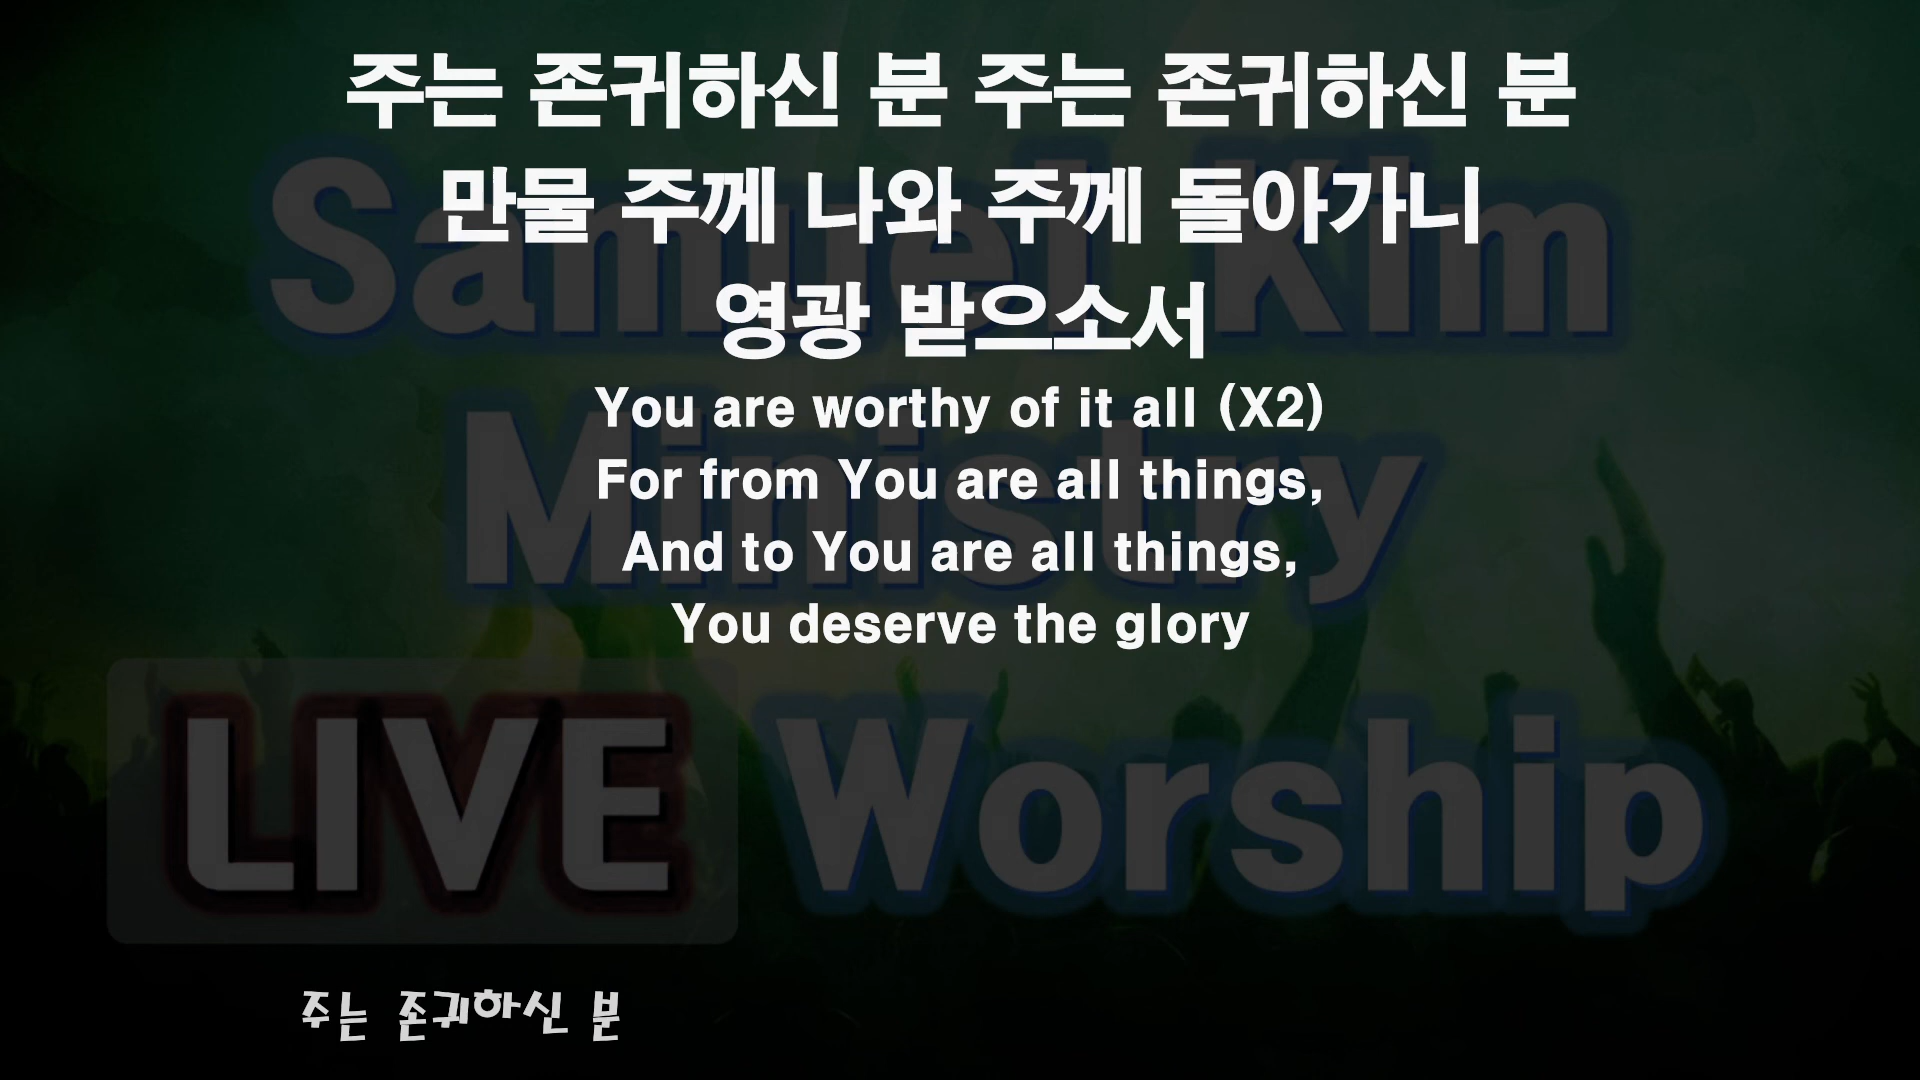 주는 존귀하신 분 주는 존귀하신 분
만물 주께 나와 주께 돌아가니
영광 받으소서
You are worthy of it all (X2)
For from You are all things,
And to You are all things,
You deserve the glory
Samuel Kim
Ministry
LIVE Worship
주는 존귀하신 분